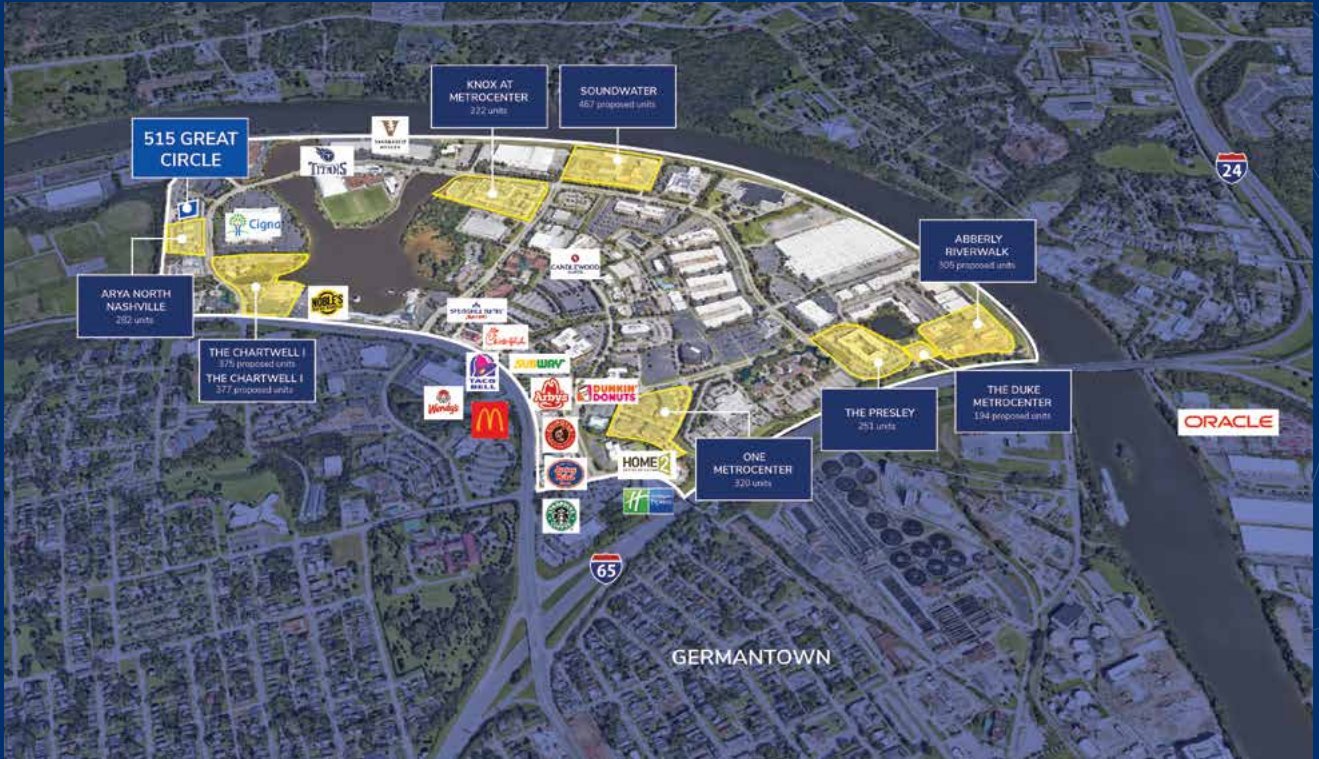 KNOX AT
METROCENTER
222 units
SOUNDWATER
467 proposed units
515 GREAT
CIRCLE
TITANS
24
Cigna
ABBERLY
RIVERWALK
305 proposed units
CANDLEWOOD
ARYA NORTH
NASHVILLE
282 units
NOBLE'S
THE CHARTWELL I
375 proposed units
THE CHARTWELL I
377 proposed units
Chick-fil-A
TACO
BELL
SUBWAY
Wendy's
Arby's
DUNKIN'
DONUTS
THE PRESLEY
251 units
THE DUKE
METROCENTER
194 proposed units
ORACLE
HOME2
ONE
METROCENTER
320 units
H
65
GERMANTOWN